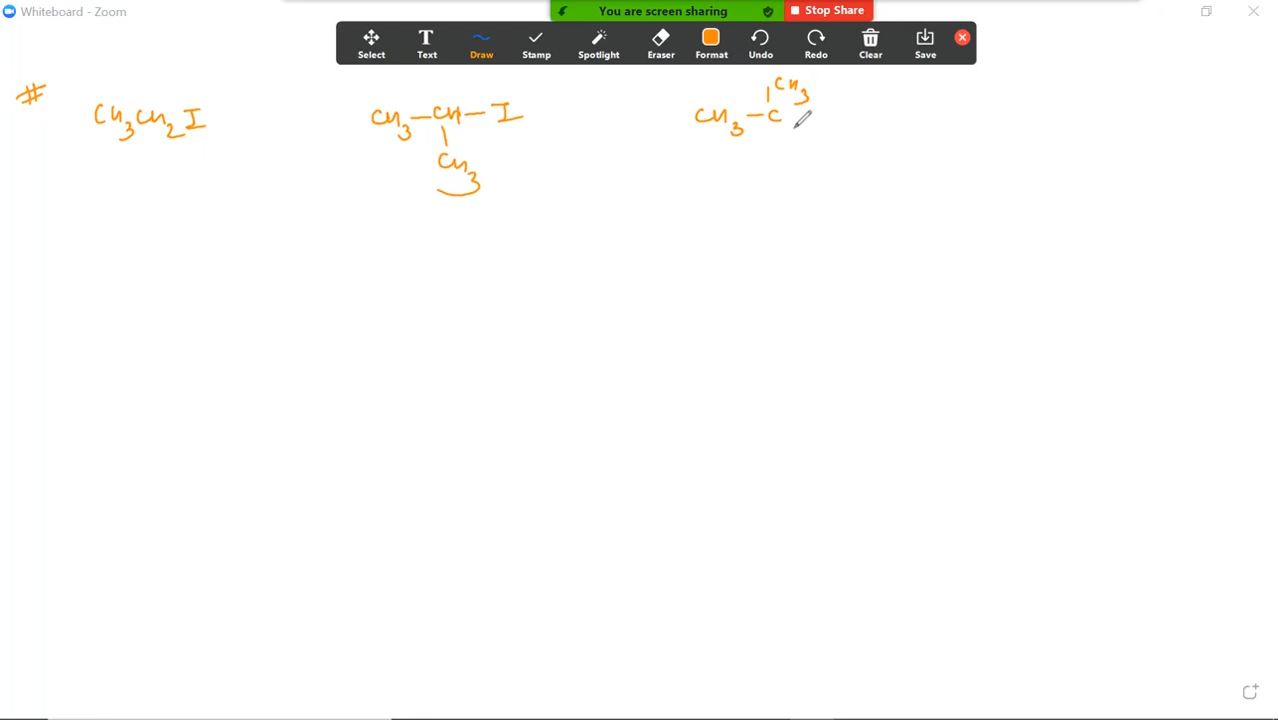 Whiteboard - Zoom
You are screen sharing
Stop Share
Select
Text
Draw
Stamp
Spotlight
Eraser
Format
Undo
Redo
Clear
Save
# CH3CH2I
CH3-CH-I
CH3
CH3
CH3-C